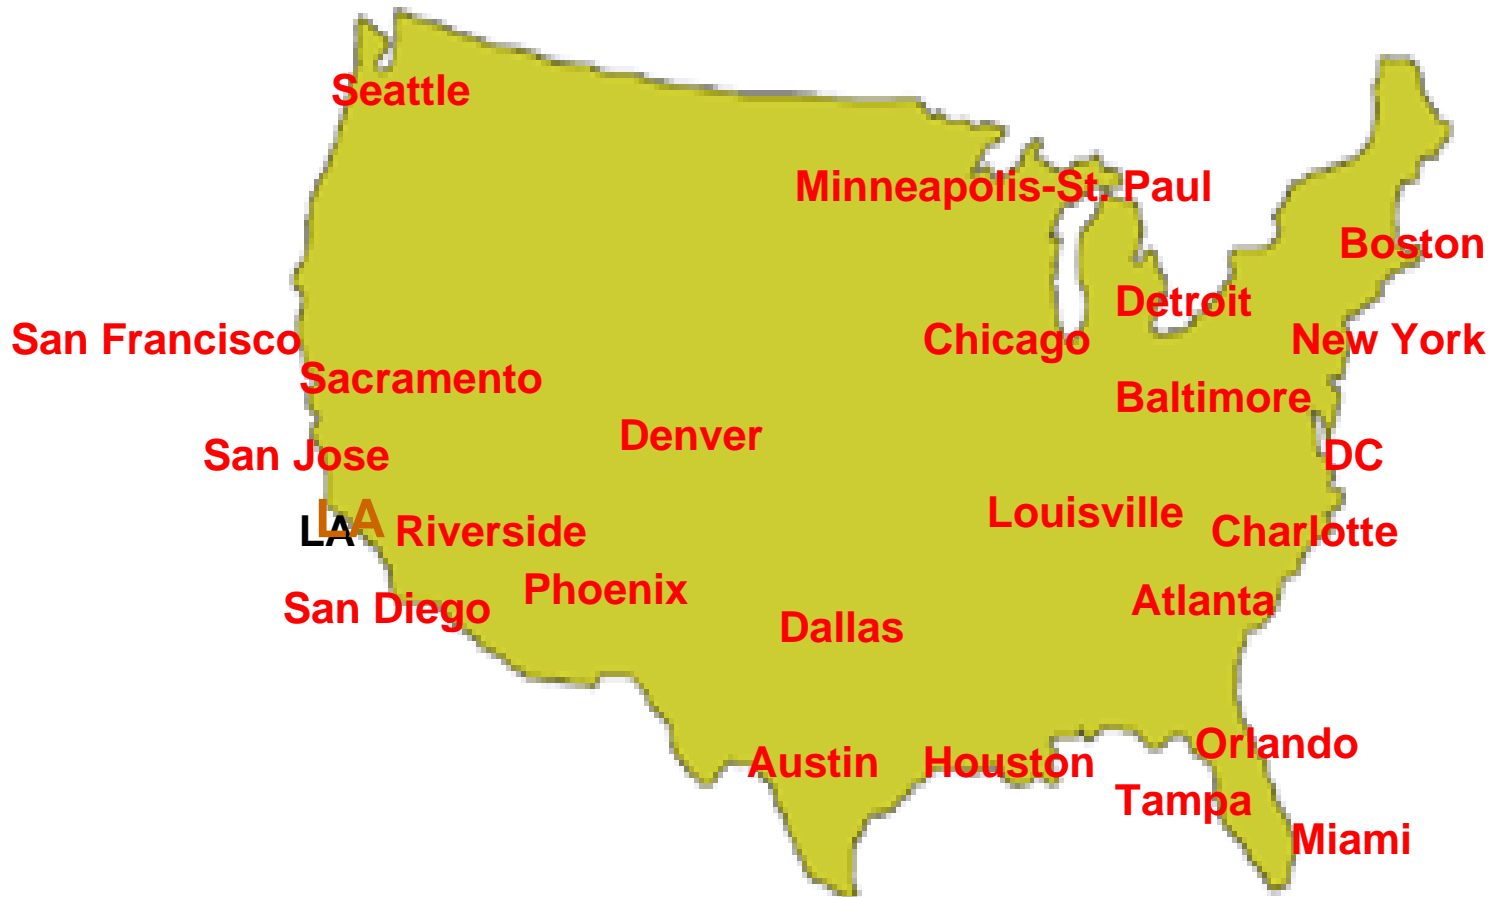 Seattle
Minneapolis-St. Paul
Boston
Detroit
San Francisco
Chicago
New York
Sacramento
Baltimore
Denver
San Jose
DC
LA
LA
Riverside
Louisville
Charlotte
Phoenix
San Diego
Atlanta
Dallas
Orlando
Austin
Houston
Tampa
Miami